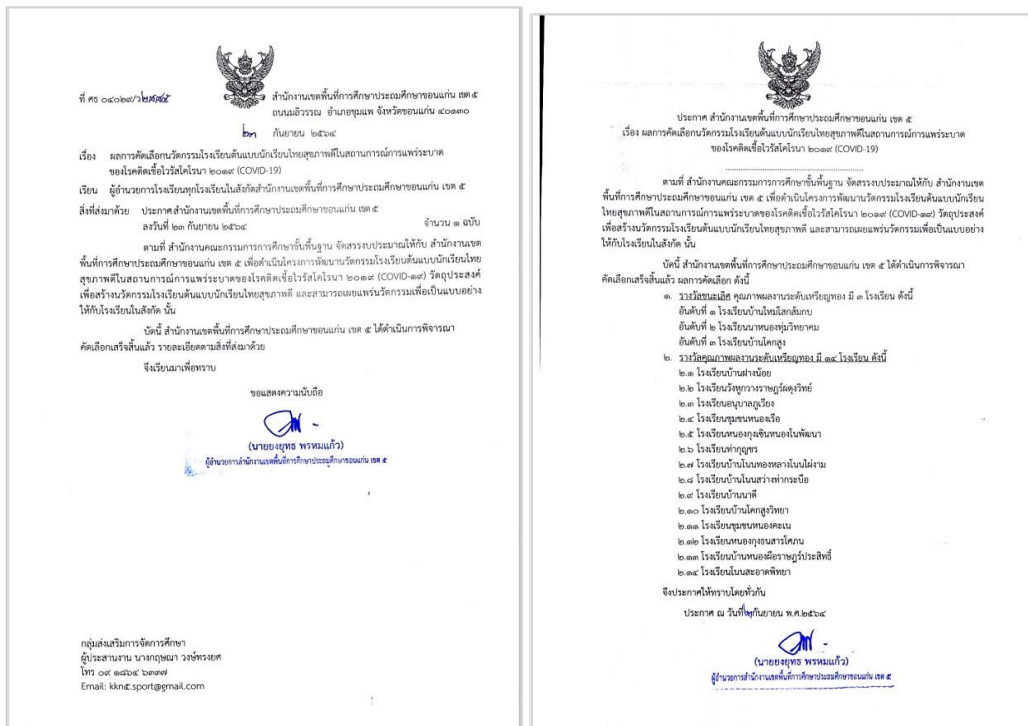 ที่ ศธ ๐๔๐๒๙/ว
สำนักงานเขตพื้นที่การศึกษาประถมศึกษาขอนแก่น เขต ๕
ถนนมลิวรรณ อำเภอชุมแพ จังหวัดขอนแก่น ๔๐๑๓๐
๒๓ กันยายน ๒๕๖๔
เรื่อง ผลการคัดเลือกนวัตกรรมโรงเรียนต้นแบบนักเรียนไทยสุขภาพดีในสถานการณ์การแพร่ระบาด
ของโรคติดเชื้อไวรัสโคโรนา ๒๐๑๙ (COVID-19)
เรียน ผู้อำนวยการโรงเรียนทุกโรงเรียนในสังกัดสำนักงานเขตพื้นที่การศึกษาประถมศึกษาขอนแก่น เขต ๕
สิ่งที่ส่งมาด้วย ประกาศสำนักงานเขตพื้นที่การศึกษาประถมศึกษาขอนแก่น เขต ๕
ลงวันที่ ๒๓ กันยายน ๒๕๖๔ จำนวน ๑ ฉบับ
ตามที่ สำนักงานคณะกรรมการการศึกษาขั้นพื้นฐาน จัดสรรงบประมาณให้กับ สำนักงานเขต
พื้นที่การศึกษาประถมศึกษาขอนแก่น เขต ๕ เพื่อดำเนินโครงการพัฒนานวัตกรรมโรงเรียนต้นแบบนักเรียนไทย
สุขภาพดีในสถานการณ์การแพร่ระบาดของโรคติดเชื้อไวรัสโคโรนา ๒๐๑๙ (COVID-๑๙) วัตถุประสงค์
เพื่อสร้างนวัตกรรมโรงเรียนต้นแบบนักเรียนไทยสุขภาพดี และสามารถเผยแพร่นวัตกรรมเพื่อเป็นแบบอย่าง
ให้กับโรงเรียนในสังกัด นั้น
บัดนี้ สำนักงานเขตพื้นที่การศึกษาประถมศึกษาขอนแก่น เขต ๕ ได้ดำเนินการพิจารณา
คัดเลือกเสร็จสิ้นแล้ว รายละเอียดตามสิ่งที่ส่งมาด้วย
จึงเรียนมาเพื่อทราบ
ขอแสดงความนับถือ
(นายยงยุทธ พรหมแก้ว)
ผู้อำนวยการสำนักงานเขตพื้นที่การศึกษาประถมศึกษาขอนแก่น เขต ๕
กลุ่มส่งเสริมการจัดการศึกษา
ผู้ประสานงาน นางกฤษณา วงษ์ทรงยศ
โทร ๐๙ ๑๘๖๔ ๖๓๓๗
Email: kkn๕.sport@gmail.com
ประกาศ สำนักงานเขตพื้นที่การศึกษาประถมศึกษาขอนแก่น เขต ๕
เรื่อง ผลการคัดเลือกนวัตกรรมโรงเรียนต้นแบบนักเรียนไทยสุขภาพดีในสถานการณ์การแพร่ระบาด
ของโรคติดเชื้อไวรัสโคโรนา ๒๐๑๙ (COVID-19)
ตามที่ สำนักงานคณะกรรมการการศึกษาขั้นพื้นฐาน จัดสรรงบประมาณให้กับ สำนักงานเขต
พื้นที่การศึกษาประถมศึกษาขอนแก่น เขต ๕ เพื่อดำเนินโครงการพัฒนานวัตกรรมโรงเรียนต้นแบบนักเรียน
ไทยสุขภาพดีในสถานการณ์การแพร่ระบาดของโรคติดเชื้อไวรัสโคโรนา ๒๐๑๙ (COVID-๑๙) วัตถุประสงค์
เพื่อสร้างนวัตกรรมโรงเรียนต้นแบบนักเรียนไทยสุขภาพดี และสามารถเผยแพร่นวัตกรรมเพื่อเป็นแบบอย่าง
ให้กับโรงเรียนในสังกัด นั้น
บัดนี้ สำนักงานเขตพื้นที่การศึกษาประถมศึกษาขอนแก่น เขต ๕ ได้ดำเนินการพิจารณา
คัดเลือกเสร็จสิ้นแล้ว ผลการคัดเลือก ดังนี้
๑. รางวัลชนะเลิศ คุณภาพผลงานระดับเหรียญทอง มี ๓ โรงเรียน ดังนี้
อันดับที่ ๑ โรงเรียนบ้านใหม่โสกส้มกบ
อันดับที่ ๒ โรงเรียนนาหนองทุ่มวิทยาคม
อันดับที่ ๓ โรงเรียนบ้านโคกสูง
๒. รางวัลคุณภาพผลงานระดับเหรียญทอง มี ๑๔ โรงเรียน ดังนี้
๒.๑ โรงเรียนบ้านฝางน้อย
๒.๒ โรงเรียนวังหูกวางราษฎร์ผดุงวิทย์
๒.๓ โรงเรียนอนุบาลภูเวียง
๒.๔ โรงเรียนชุมชนหนองเรือ
๒.๕ โรงเรียนหนองกุงเซินหนองโนพัฒนา
๒.๖ โรงเรียนท่ากุญชร
๒.๗ โรงเรียนบ้านโนนทองหลางโนนไผ่งาม
๒.๘ โรงเรียนบ้านโนนสว่างท่ากระบือ
๒.๙ โรงเรียนบ้านนาดี
๒.๑๐ โรงเรียนบ้านโคกสูงวิทยา
๒.๑๑ โรงเรียนชุมชนหนองคะเน
๒.๑๒ โรงเรียนหนองกุงธนสารโศภน
๒.๑๓ โรงเรียนบ้านหนองผือราษฎร์ประสิทธิ์
๒.๑๔ โรงเรียนโนนสะอาดพิทยา
จึงประกาศให้ทราบโดยทั่วกัน
ประกาศ ณ วันที่ ๒๓ กันยายน พ.ศ.๒๕๖๔
(นายยงยุทธ พรหมแก้ว)
ผู้อำนวยการสำนักงานเขตพื้นที่การศึกษาประถมศึกษาขอนแก่น เขต ๕